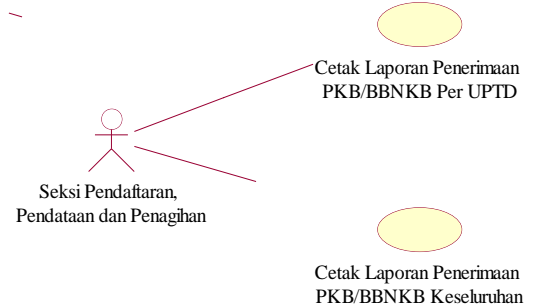 Cetak Laporan Penerimaan
PKB/BBNKB Per UPTD
Seksi Pendaftaran,
Pendataan dan Penagihan
Cetak Laporan Penerimaan
PKB/BBNKB Keseluruhan